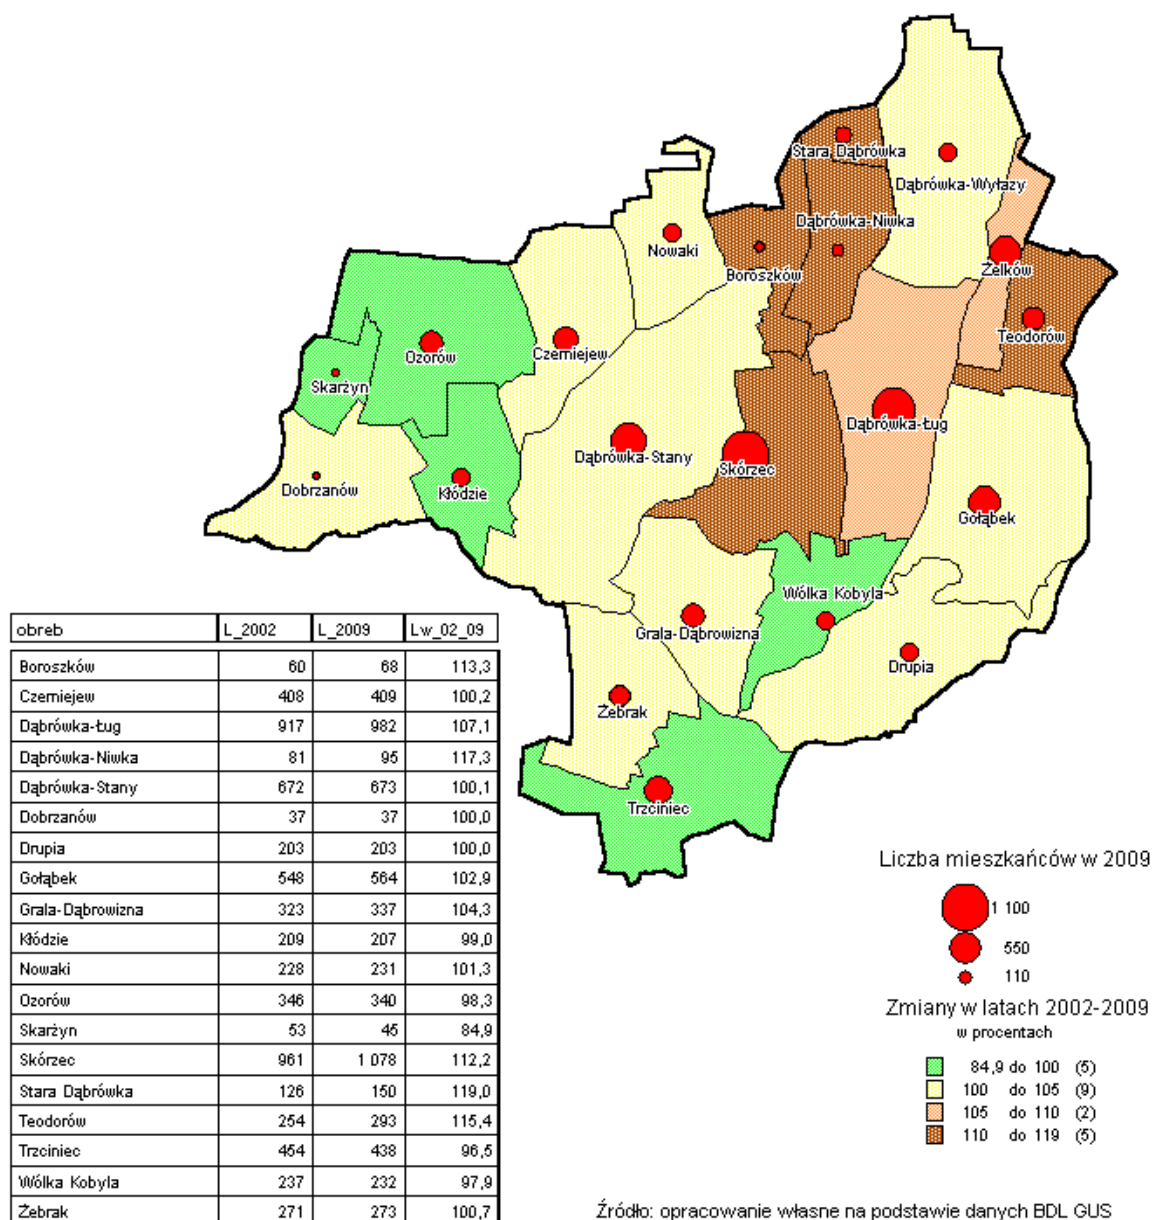 Stara Dąbrówka
Dąbrówka-Wyłazy
Dąbrówka-Niwka
Nowaki
Boroszków
Żelków
Teodorów
Ozorów
Czerniejew
Skarżyn
Dąbrówka-Ług
Dąbrówka-Stany
Skórzec
Dobrzanów
Kłódzie
Gołąbek
Wólka Kobyla
Grala-Dąbrowizna
Drupia
Żebrak
Trzciniec
obreb L_2002 L_2009 Lw_02_09
Boroszków 60 68 113,3
Czerniejew 408 409 100,2
Dąbrówka-Ług 917 982 107,1
Dąbrówka-Niwka 81 95 117,3
Dąbrówka-Stany 672 673 100,1
Dobrzanów 37 37 100,0
Drupia 203 203 100,0
Gołąbek 548 564 102,9
Grala-Dąbrowizna 323 337 104,3
Kłódzie 209 207 99,0
Nowaki 228 231 101,3
Ozorów 346 340 98,3
Skarżyn 53 45 84,9
Skórzec 961 1 078 112,2
Stara Dąbrówka 126 150 119,0
Teodorów 254 293 115,4
Trzciniec 454 438 96,5
Wólka Kobyla 237 232 97,9
Żebrak 271 273 100,7
Liczba mieszkańców w 2009
1 100
550
110
Zmiany w latach 2002-2009
w procentach
84,9 do 100 (5)
100 do 105 (9)
105 do 110 (2)
110 do 119 (5)
Źródło: opracowanie własne na podstawie danych BDL GUS